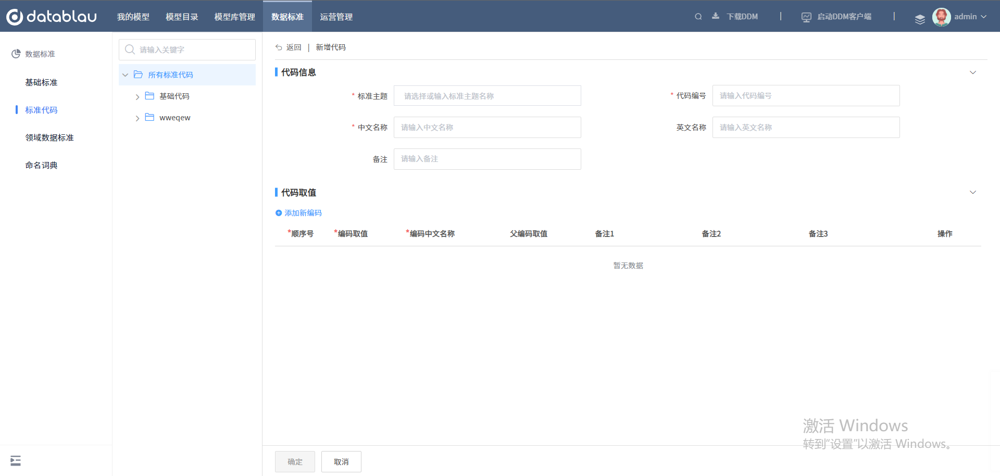 datablau 我的模型 模型目录 模型库管理 数据标准 运营管理 下载DDM | 启动DDM客户端 | admin
数据标准
基础标准
标准代码
领域数据标准
命名词典
请输入关键字
所有标准代码
基础代码
wweqew
返回 | 新增代码
代码信息
* 标准主题 请选择或输入标准主题名称 * 代码编号 请输入代码编号
* 中文名称 请输入中文名称 英文名称 请输入英文名称
备注 请输入备注
代码取值
添加新编码
*顺序号 *编码取值 *编码中文名称 父编码取值 备注1 备注2 备注3 操作
暂无数据
激活 Windows
转到“设置”以激活 Windows。
确定 取消